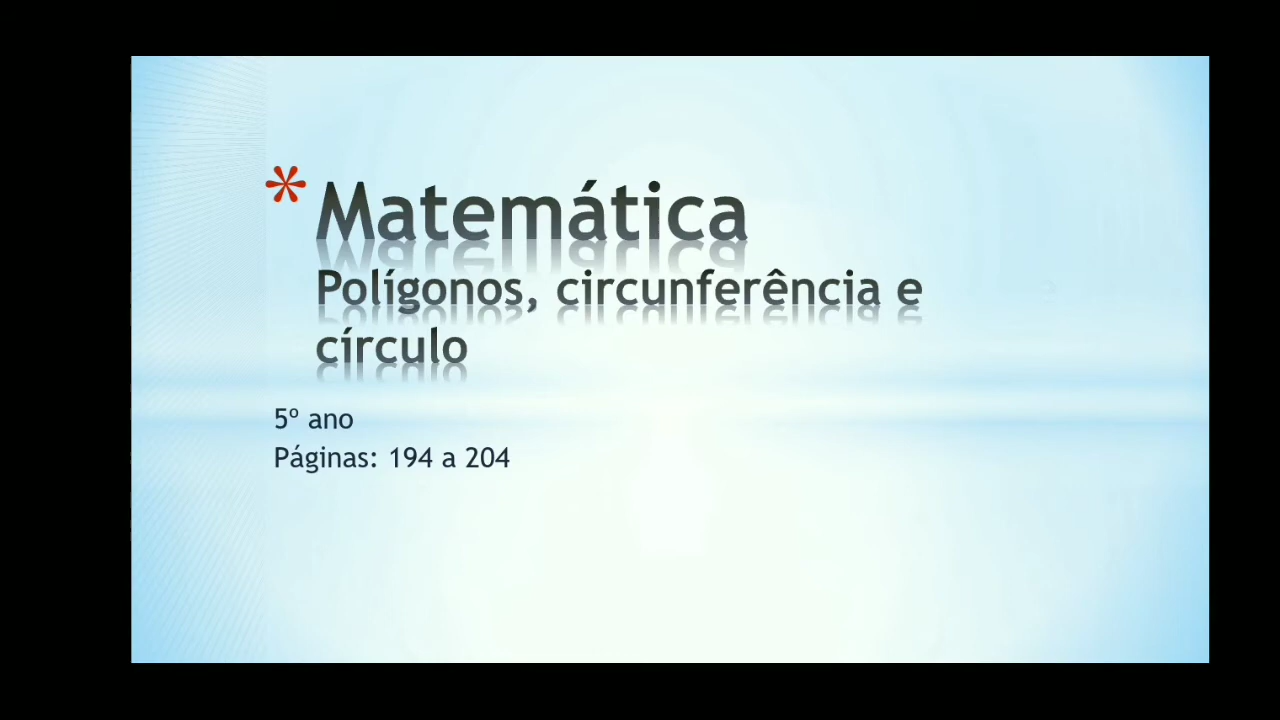 * Matemática
Polígonos, circunferência e
círculo
5º ano
Páginas: 194 a 204